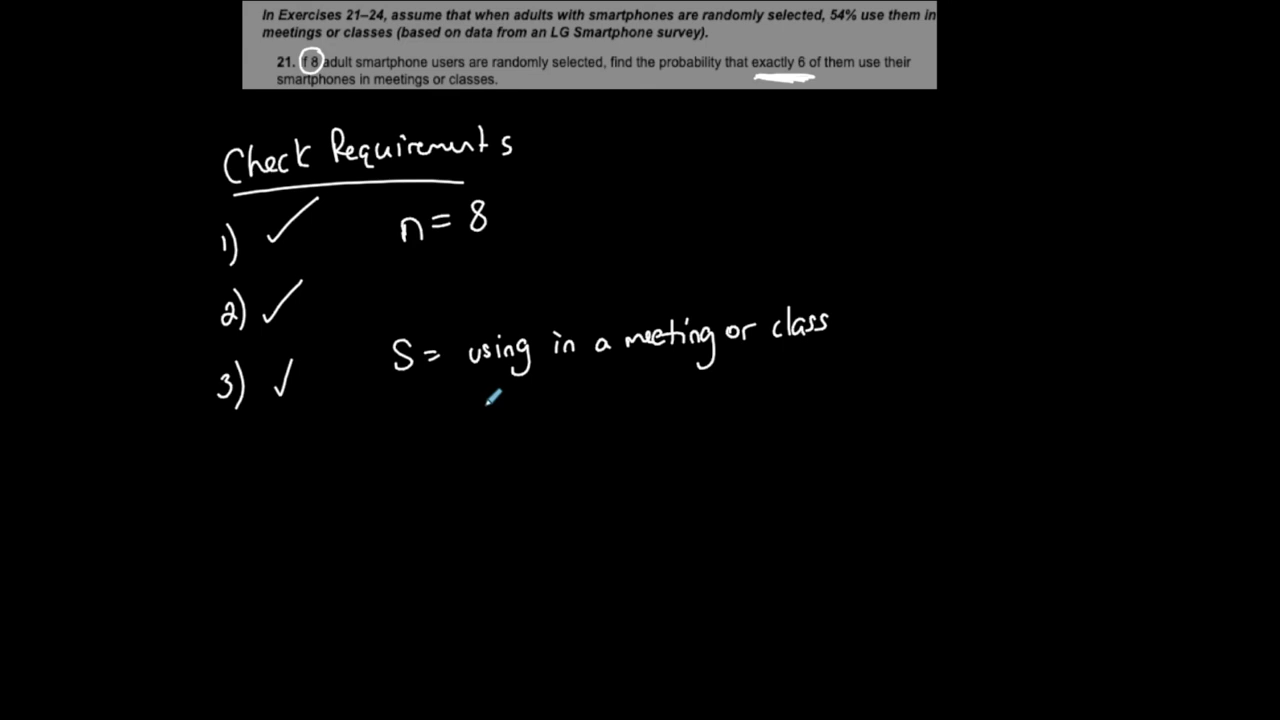 In Exercises 21–24, assume that when adults with smartphones are randomly selected, 54% use them in
meetings or classes (based on data from an LG Smartphone survey).
21. If 8 adult smartphone users are randomly selected, find the probability that exactly 6 of them use their
smartphones in meetings or classes.
Check Requirements
1) ✓ n = 8
2) ✓
3) ✓ S = using in a meeting or class